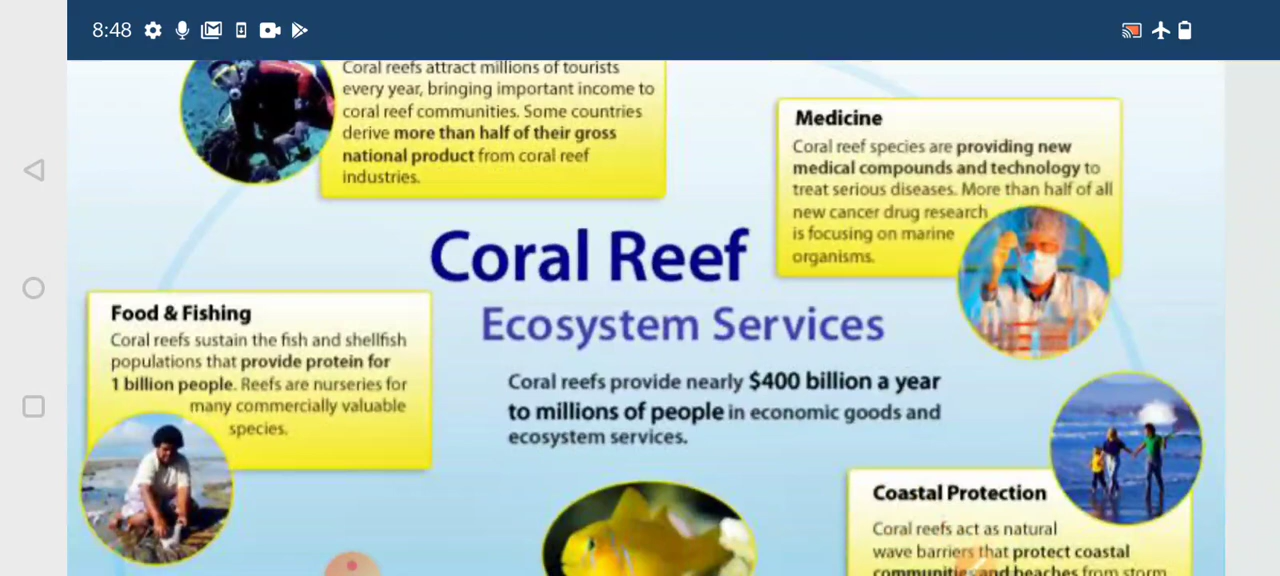 8:48
Coral reefs attract millions of tourists
every year, bringing important income to
coral reef communities. Some countries
derive more than half of their gross
national product from coral reef
industries.
Medicine
Coral reef species are providing new
medical compounds and technology to
treat serious diseases. More than half of all
new cancer drug research
is focusing on marine
organisms.
Coral Reef
Ecosystem Services
Food & Fishing
Coral reefs sustain the fish and shellfish
populations that provide protein for
1 billion people. Reefs are nurseries for
many commercially valuable
species.
Coral reefs provide nearly $400 billion a year
to millions of people in economic goods and
ecosystem services.
Coastal Protection
Coral reefs act as natural
wave barriers that protect coastal
communities and beaches from storm